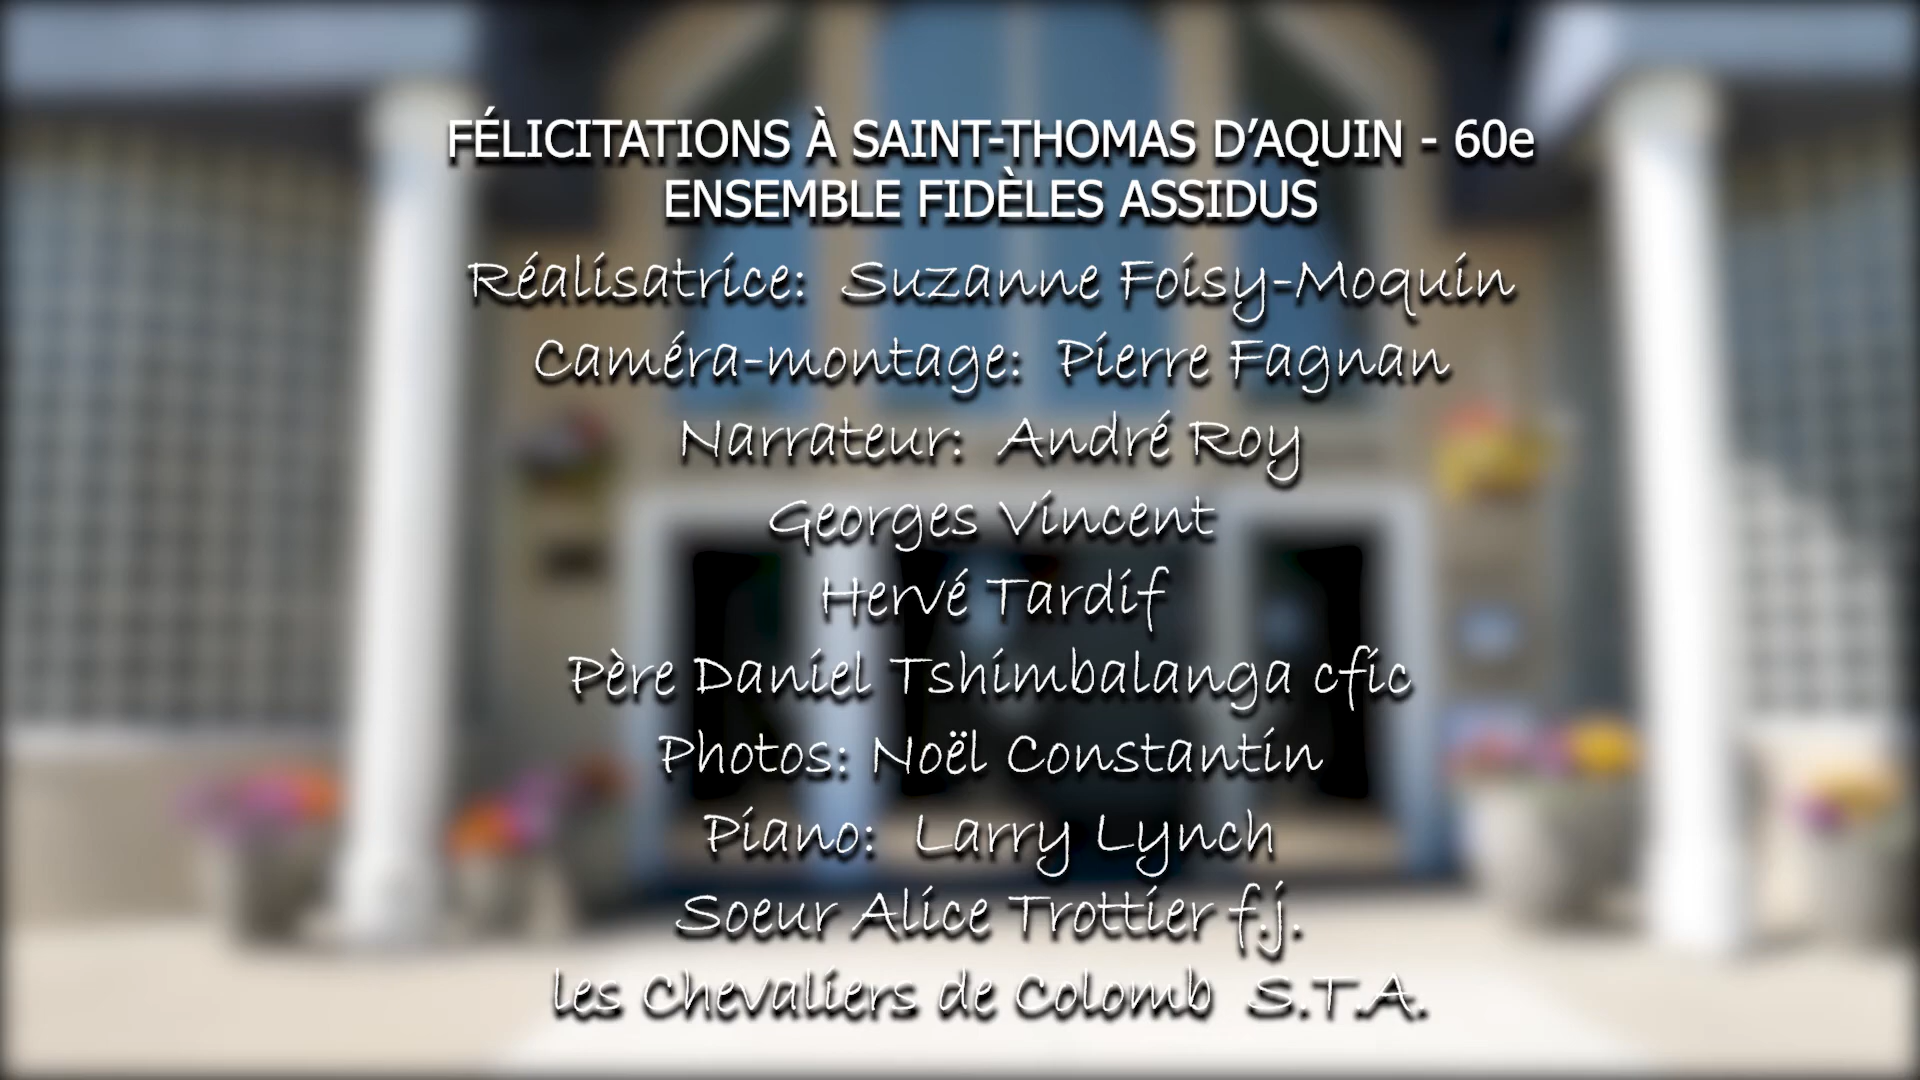 FÉLICITATIONS À SAINT-THOMAS D’AQUIN - 60e
ENSEMBLE FIDÈLES ASSIDUS
Réalisatrice: Suzanne Foisy-Moquin
Caméra-montage: Pierre Fagnan
Narrateur: André Roy
Georges Vincent
Hervé Tardif
Père Daniel Tshimbalanga cfic
Photos: Noël Constantin
Piano: Larry Lynch
Soeur Alice Trottier f.j.
les Chevaliers de Colomb S.T.A.